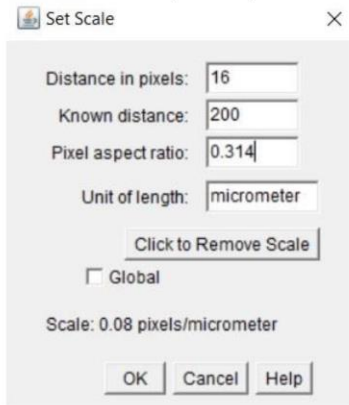 Set Scale
Distance in pixels: 16
Known distance: 200
Pixel aspect ratio: 0.314
Unit of length: micrometer
Click to Remove Scale
Global
Scale: 0.08 pixels/micrometer
OK Cancel Help